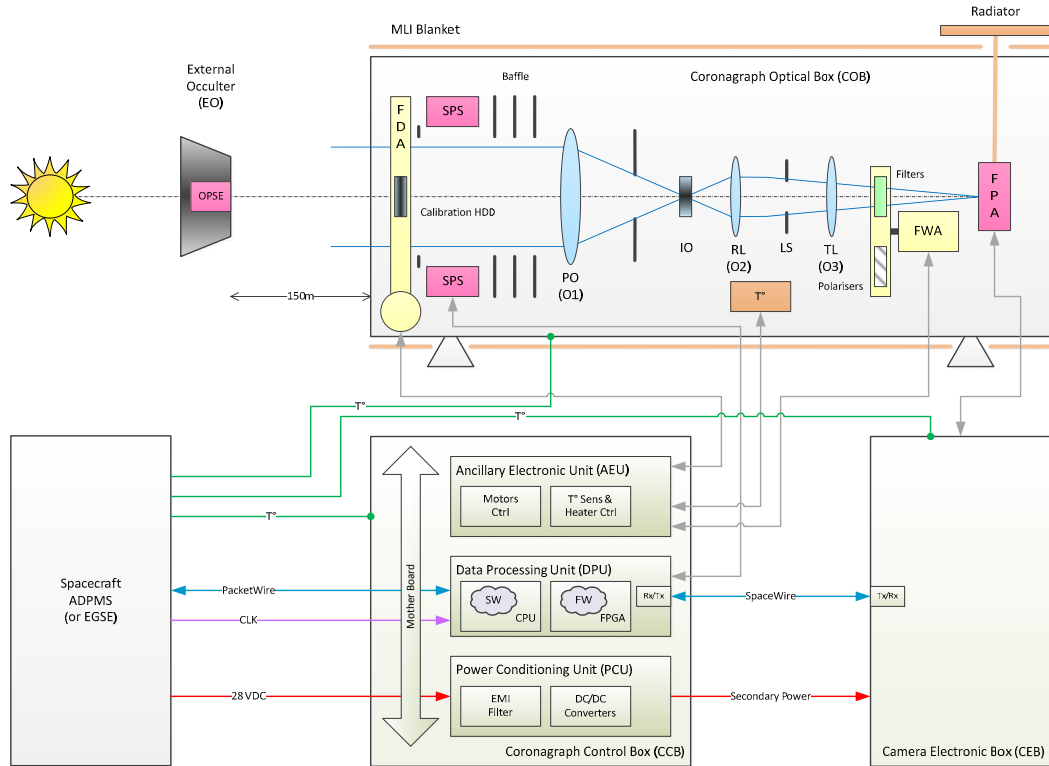 Radiator
MLI Blanket
External
Occulter
(EO)
Baffle
Coronagraph Optical Box (COB)
F
D
A
SPS
OPSE
Calibration HDD
Filters
F
P
A
FWA
IO
RL
(O2)
LS
TL
(O3)
PO
(O1)
Polarisers
SPS
T°
150m
T°
T°
Ancillary Electronic Unit (AEU)
Motors
Ctrl
T° Sens &
Heater Ctrl
T°
Mother Board
Spacecraft
ADPMS
(or EGSE)
Data Processing Unit (DPU)
PacketWire
SW
CPU
FW
FPGA
Rx/Tx
SpaceWire
Tx/Rx
CLK
Power Conditioning Unit (PCU)
28 VDC
EMI
Filter
DC/DC
Converters
Secondary Power
Coronagraph Control Box (CCB)
Camera Electronic Box (CEB)